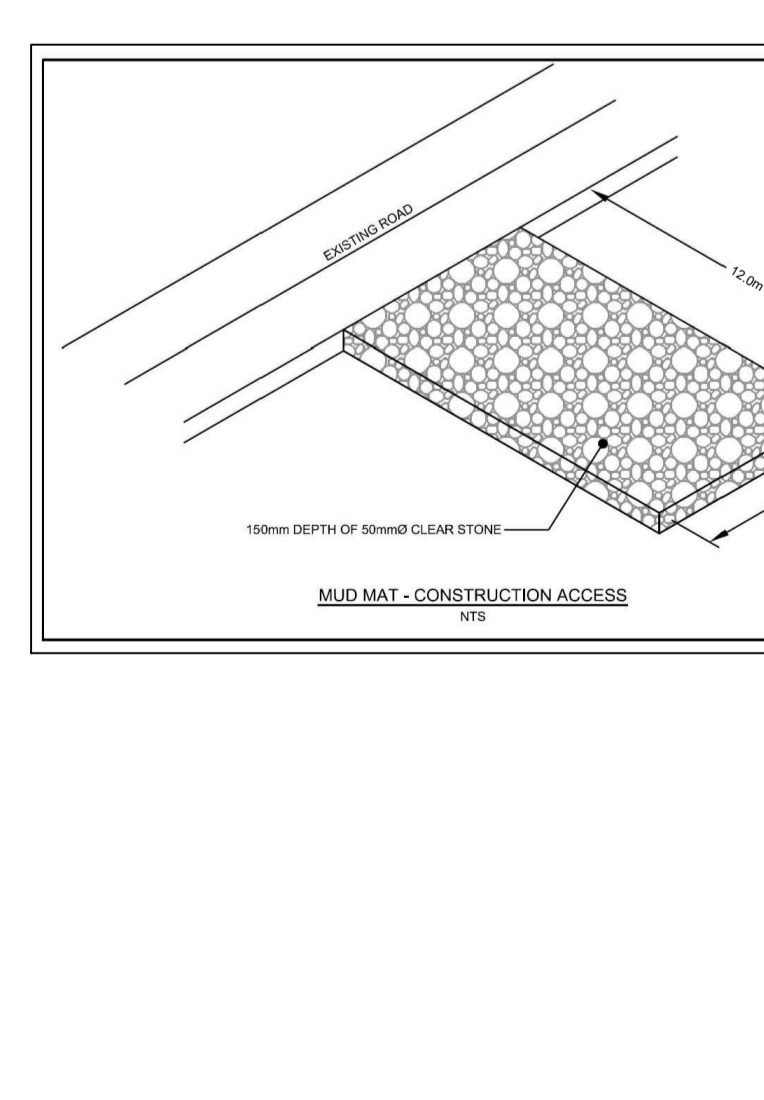 EXISTING ROAD
12.0m
150mm DEPTH OF 50mmØ CLEAR STONE
MUD MAT - CONSTRUCTION ACCESS
NTS